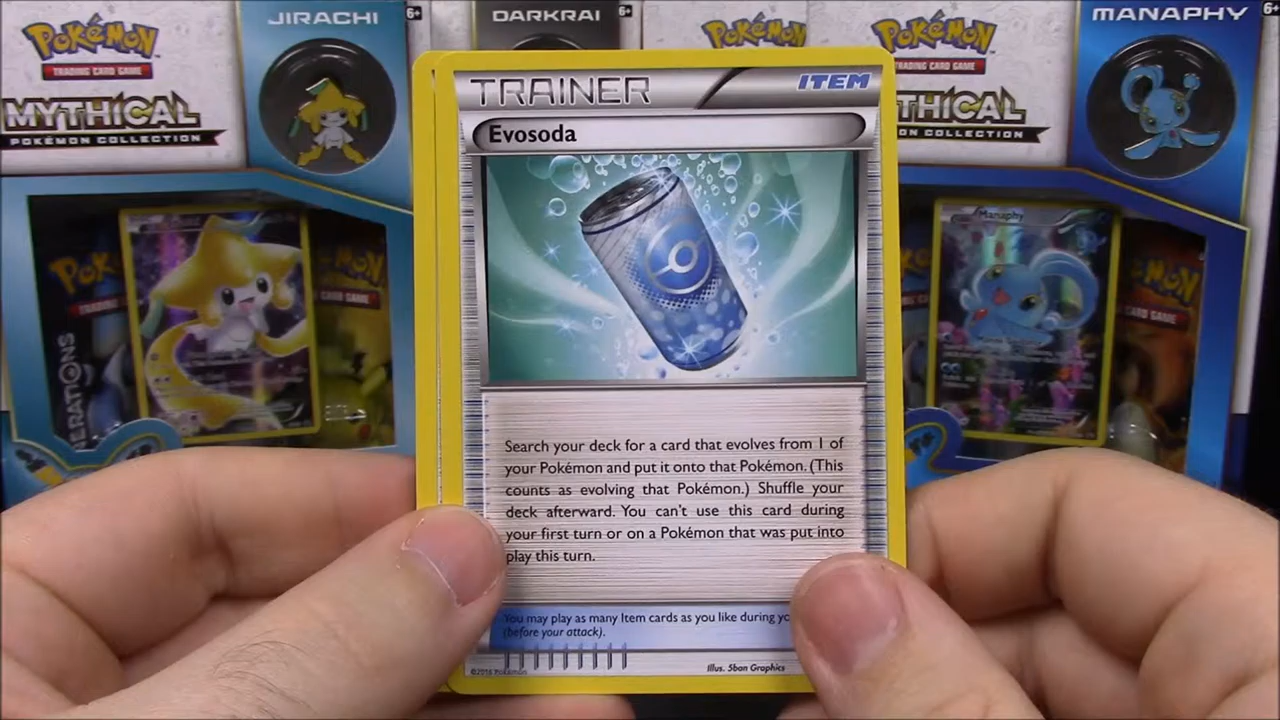 JIRACHI
6+
DARKRAI
6+
MANAPHY
6+
Pokémon
TRADING CARD GAME
MYTHICAL
POKÉMON COLLECTION
Pokémon
Pokémon
TRADING CARD GAME
THICAL
POKÉMON COLLECTION
TRAINER
ITEM
Evosoda
Manaphy
Search your deck for a card that evolves from 1 of
your Pokémon and put it onto that Pokémon. (This
counts as evolving that Pokémon.) Shuffle your
deck afterward. You can't use this card during
your first turn or on a Pokémon that was put into
play this turn.
You may play as many Item cards as you like during yo
(before your attack).
©2016 Pokémon
Illus. 5ban Graphics